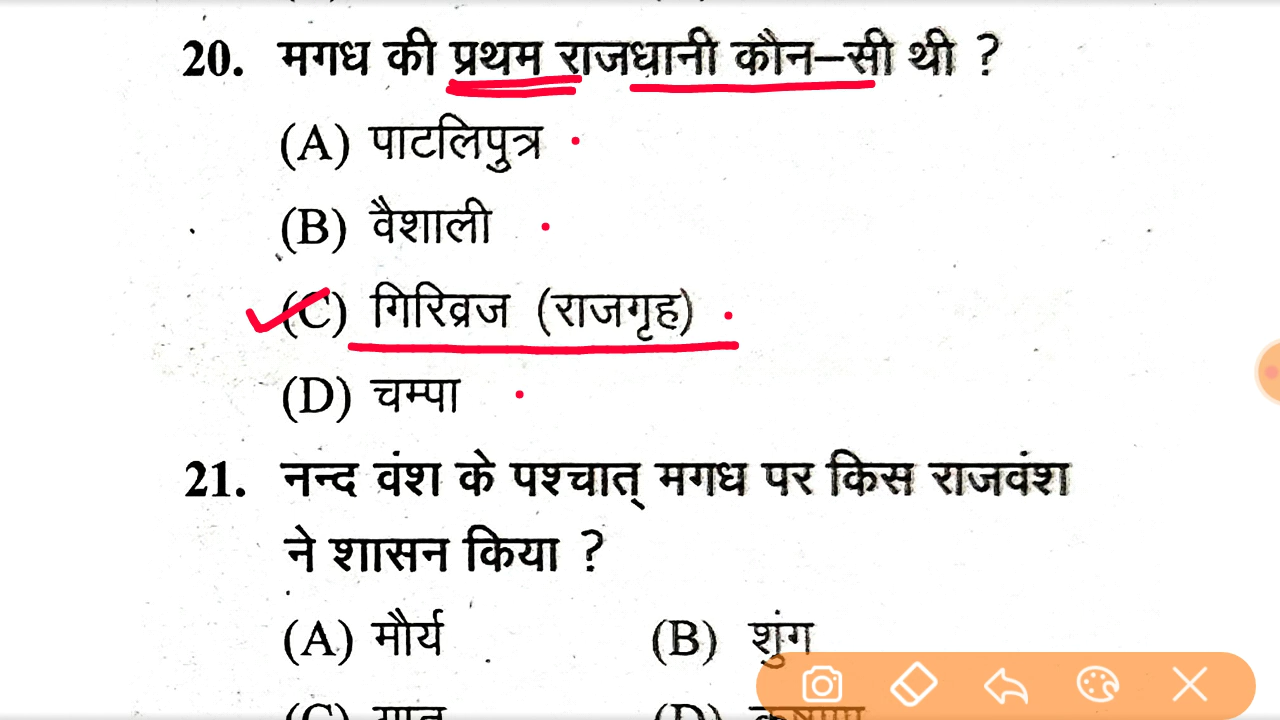 20. मगध की प्रथम राजधानी कौन–सी थी ?
(A) पाटलिपुत्र
(B) वैशाली
(C) गिरिव्रज (राजगृह)
(D) चम्पा
21. नन्द वंश के पश्चात् मगध पर किस राजवंश
ने शासन किया ?
(A) मौर्य (B) शुंग
(C) (D)